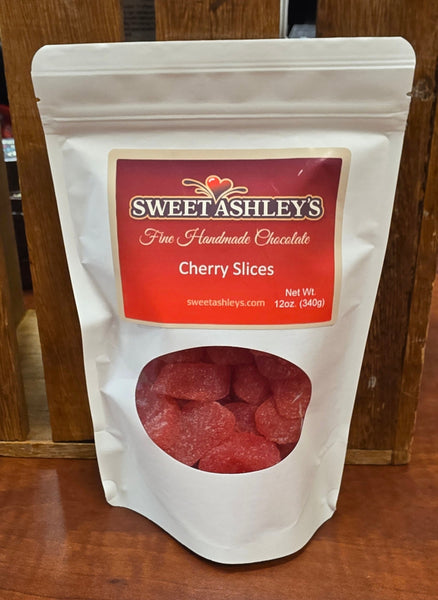 SWEET ASHLEY'S
Fine Handmade Chocolate
Cherry Slices
sweetashleys.com
Net Wt.
12oz. (340g)